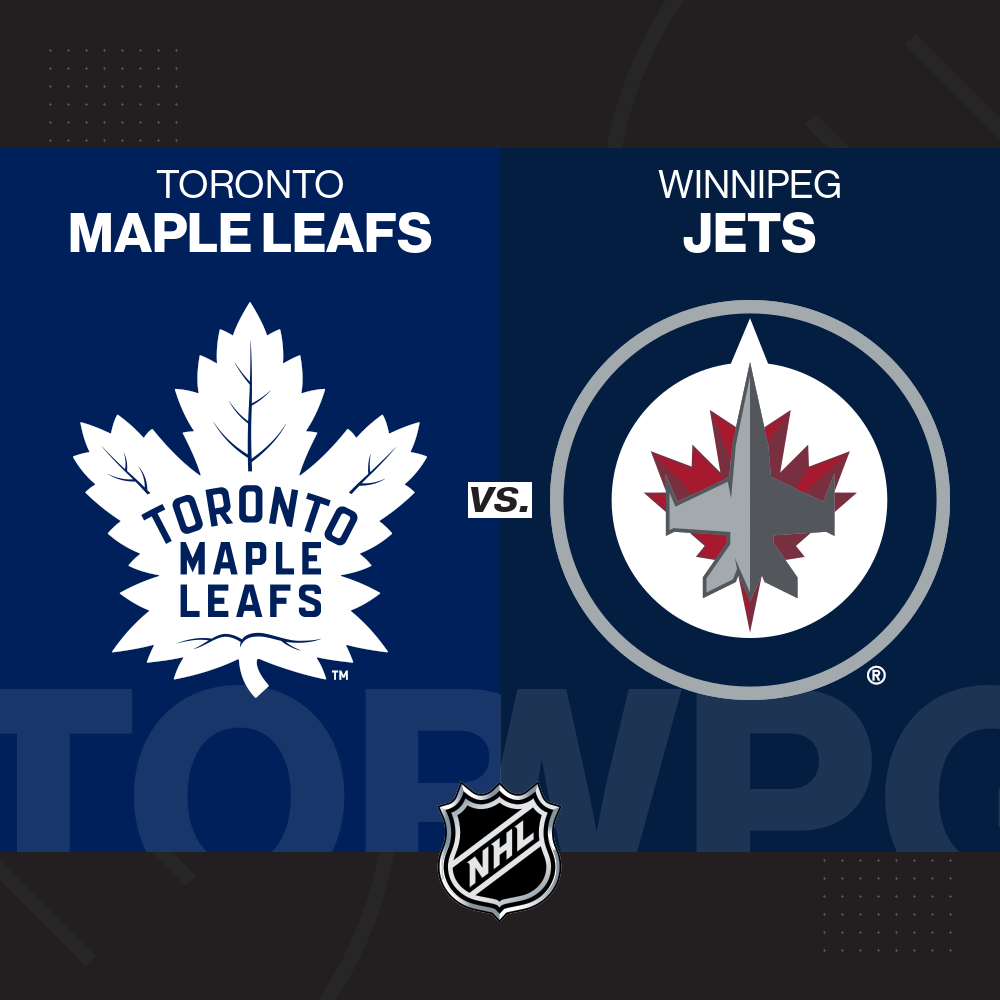 TORONTO
MAPLE LEAFS
WINNIPEG
JETS
TORONTO
MAPLE
LEAFS
TM
VS.
®
TOR
WPG
NHL